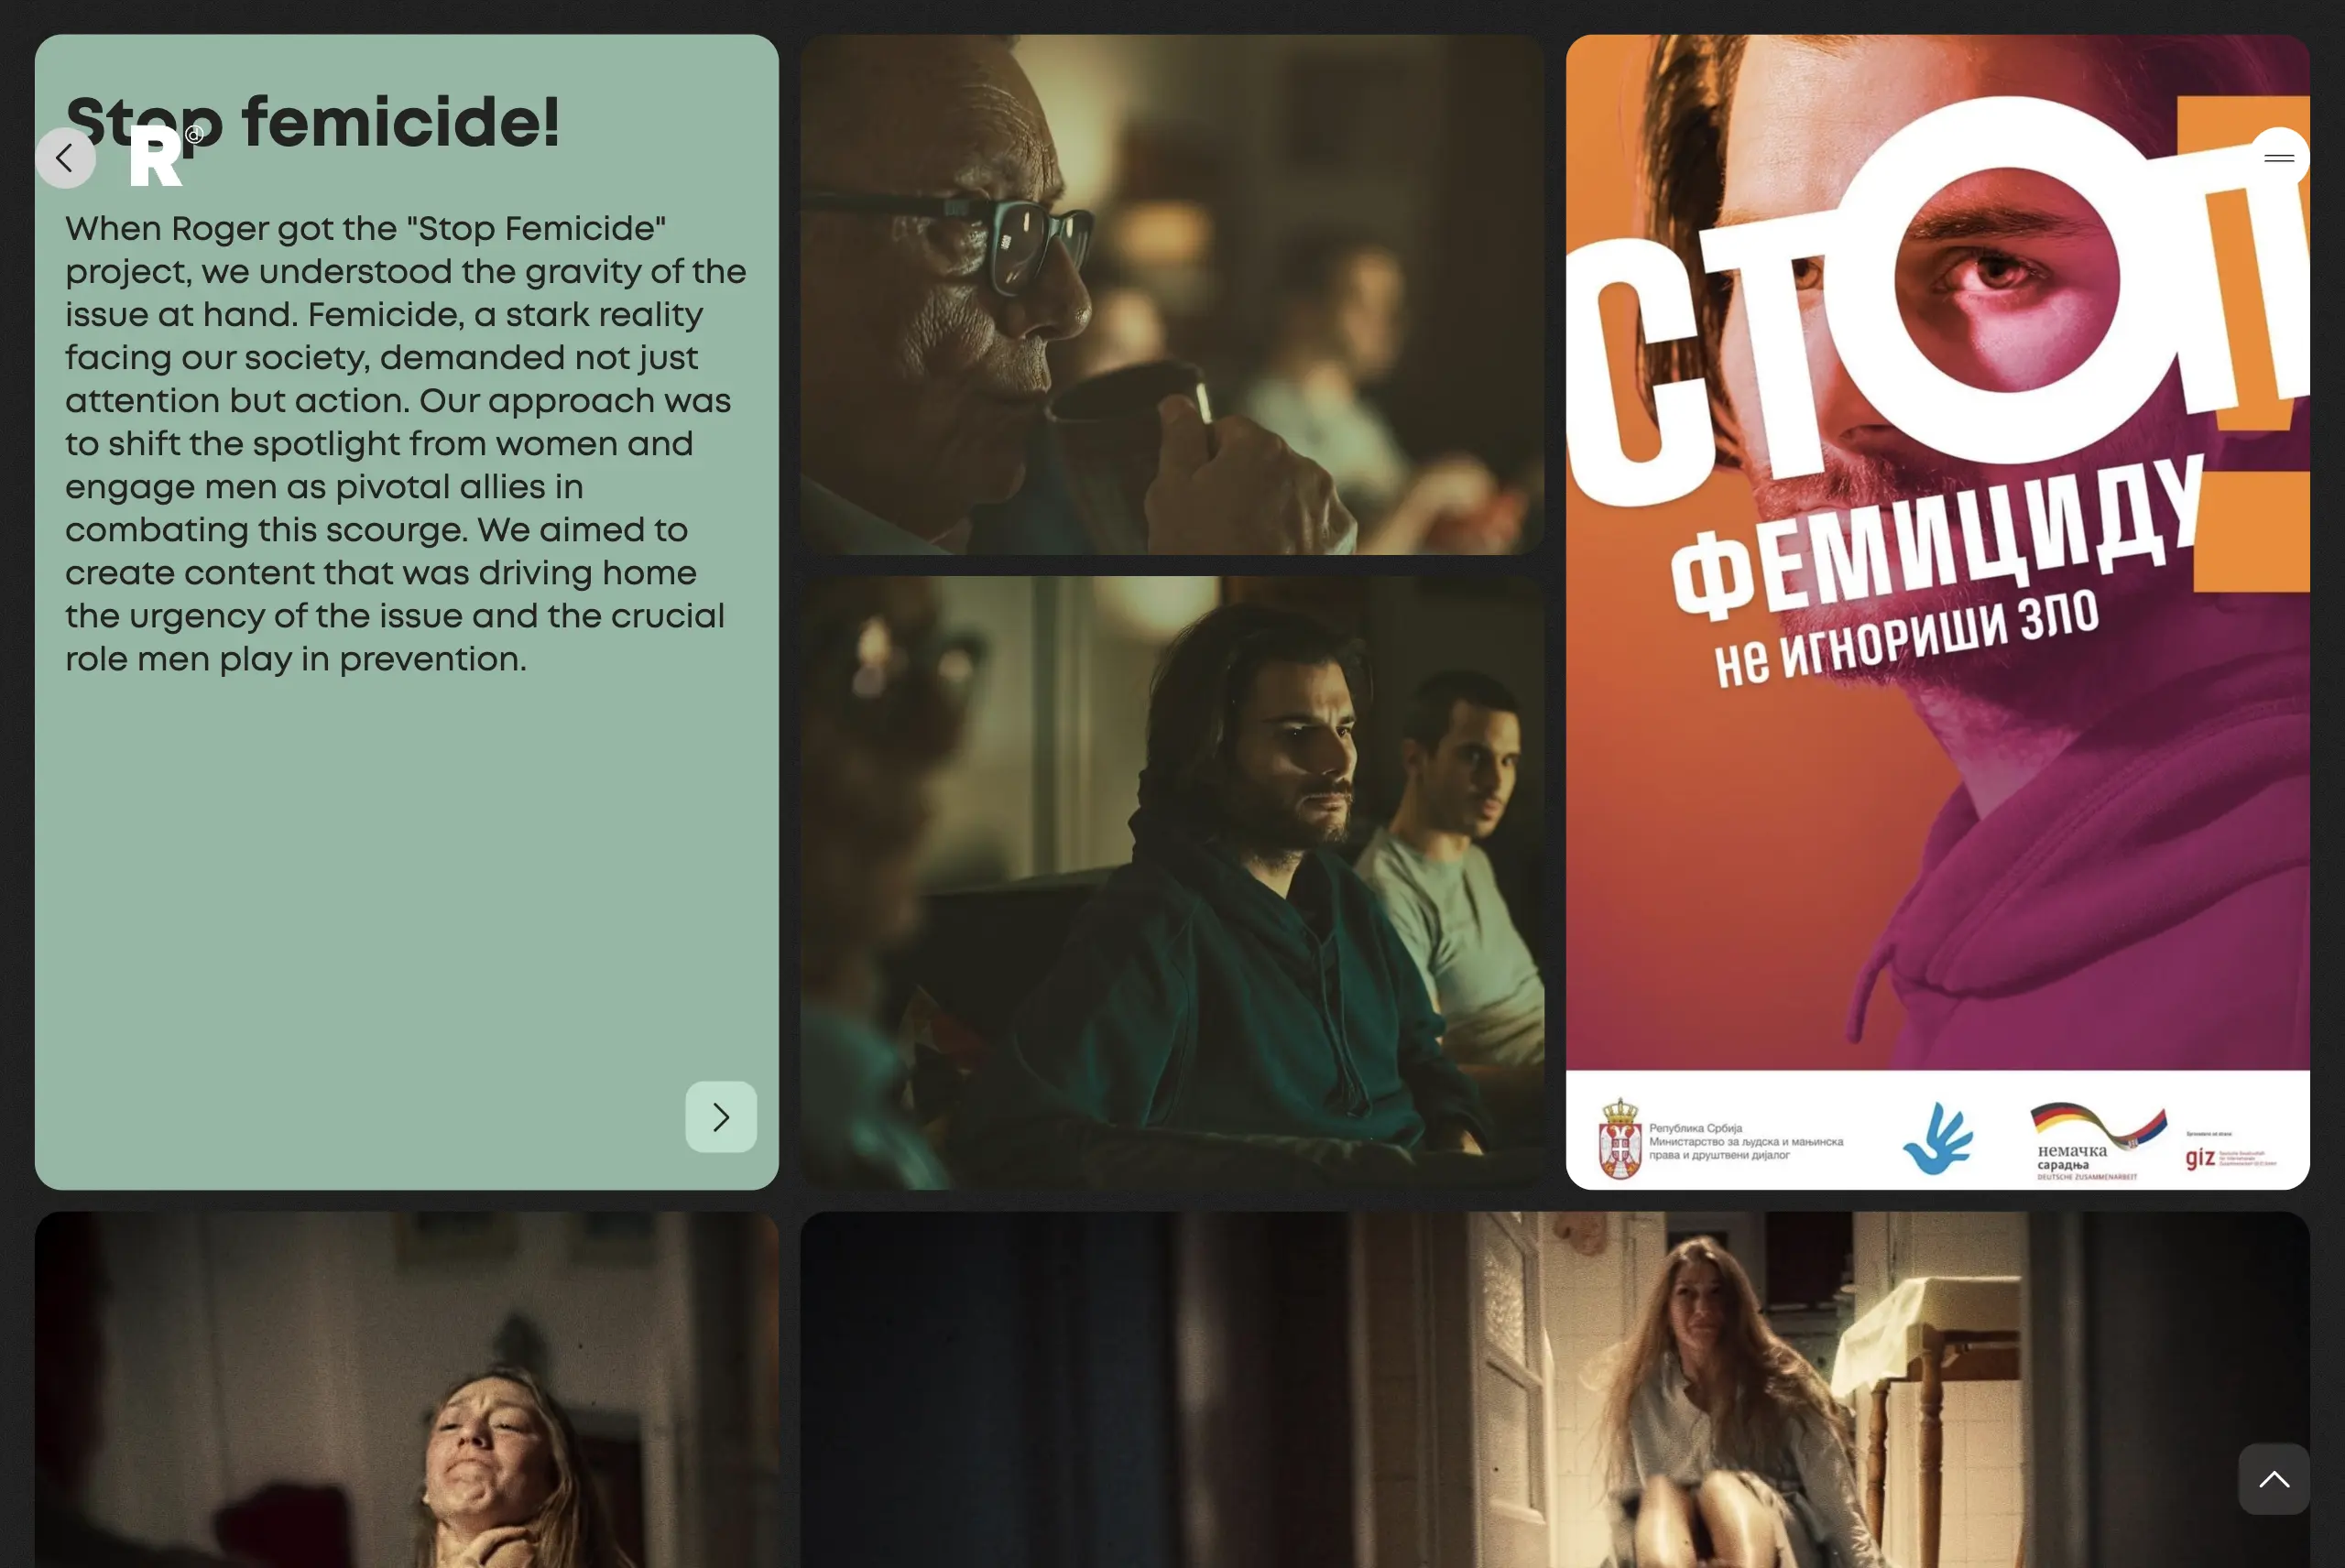 Stop femicide!
R
When Roger got the "Stop Femicide"
project, we understood the gravity of the
issue at hand. Femicide, a stark reality
facing our society, demanded not just
attention but action. Our approach was
to shift the spotlight from women and
engage men as pivotal allies in
combating this scourge. We aimed to
create content that was driving home
the urgency of the issue and the crucial
role men play in prevention.
СТОП
ФЕМИЦИДУ
не ИГНОРИШИ ЗЛО
Република Србија
Министарство за људска и мањинска
права и друштвени дијалог
немачка
сарадња
DEUTSCHE ZUSAMMENARBEIT
giz